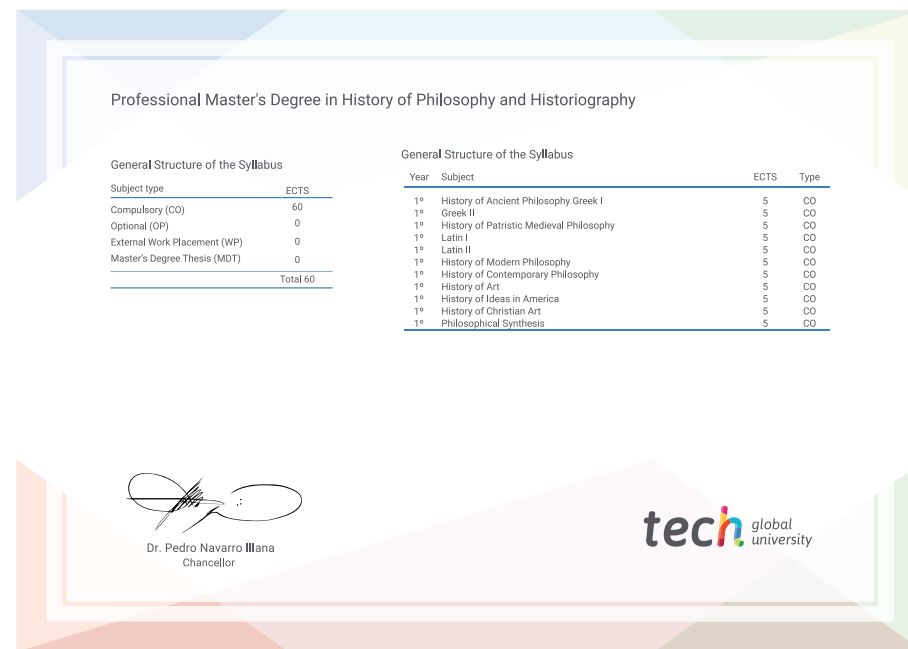 Professional Master's Degree in History of Philosophy and Historiography
General Structure of the Syllabus
Subject type ECTS
Compulsory (CO) 60
Optional (OP) 0
External Work Placement (WP) 0
Master's Degree Thesis (MDT) 0
Total 60
General Structure of the Syllabus
Year Subject ECTS Type
1º History of Ancient Philosophy Greek I 5 CO
1º Greek II 5 CO
1º History of Patristic Medieval Philosophy 5 CO
1º Latin I 5 CO
1º Latin II 5 CO
1º History of Modern Philosophy 5 CO
1º History of Contemporary Philosophy 5 CO
1º History of Art 5 CO
1º History of Ideas in America 5 CO
1º History of Christian Art 5 CO
1º Philosophical Synthesis 5 CO
Dr. Pedro Navarro Illana
Chancellor
tech global
university